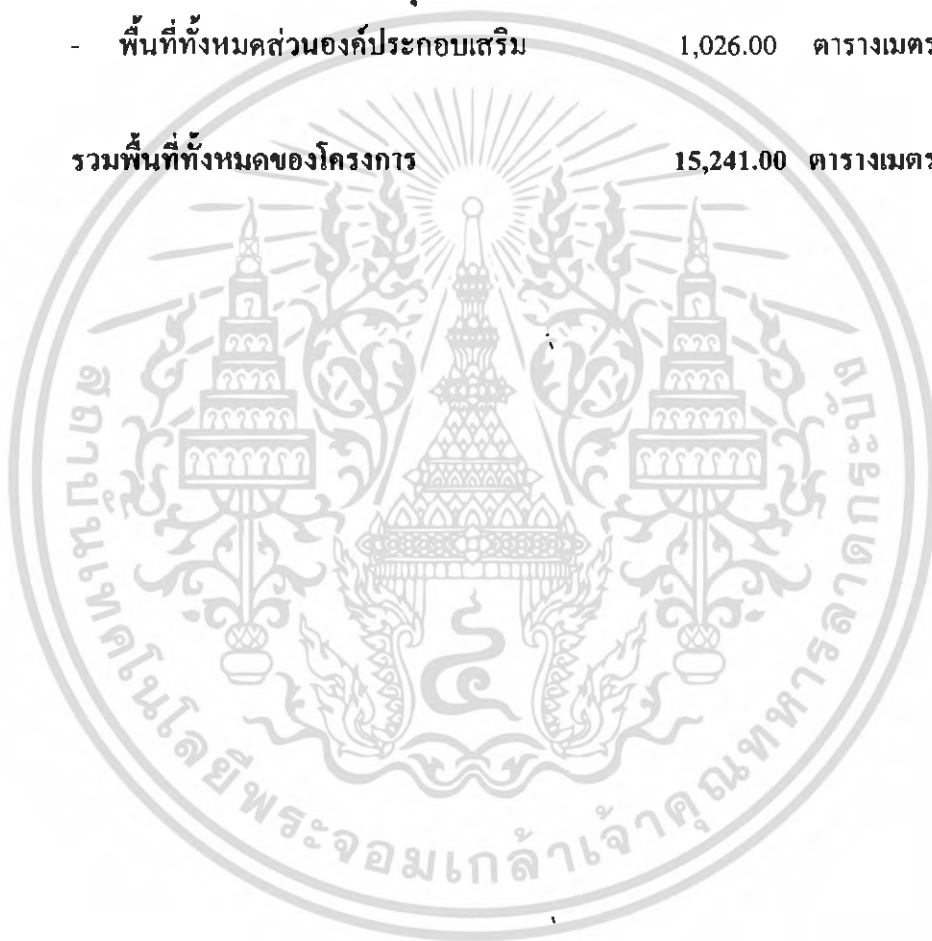 - พื้นที่ทั้งหมดส่วนองค์ประกอบเสริม 1,026.00 ตารางเมตร
รวมพื้นที่ทั้งหมดของโครงการ 15,241.00 ตารางเมตร
สถาบันเทคโนโลยีพระจอมเกล้าเจ้าคุณทหารลาดกระบัง
๔